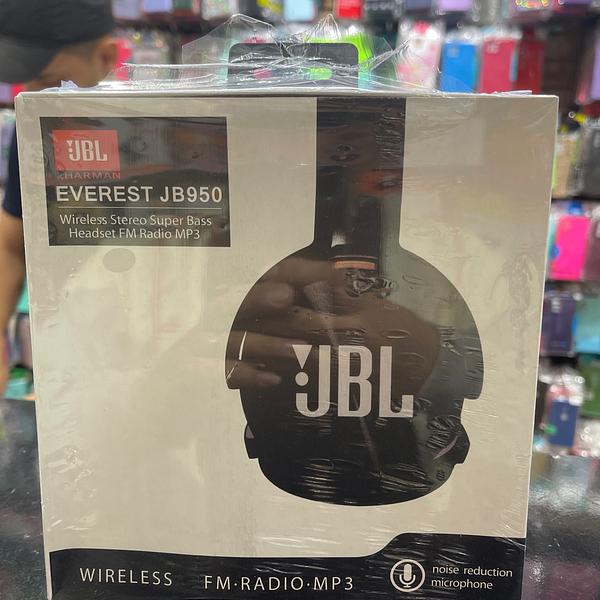 JBL
HARMAN
EVEREST JB950
Wireless Stereo Super Bass
Headset FM Radio MP3
JBL
WIRELESS FM·RADIO·MP3
noise reduction
microphone